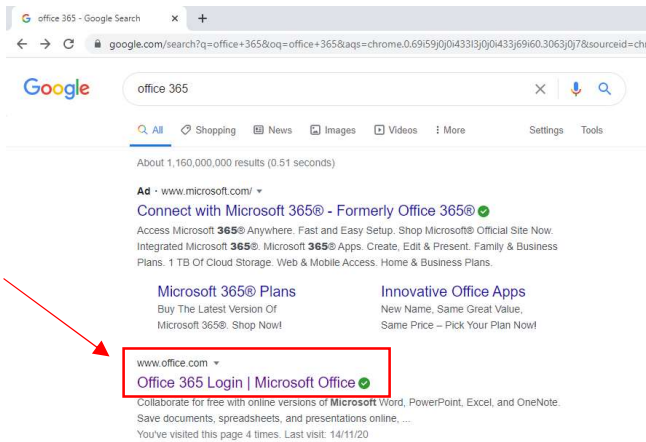 office 365 - Google Search
google.com/search?q=office+365&oq=office+365&aqs=chrome.0.69i59j0j0i433l3j0j0i433j69i60.3063j0j7&sourceid=chr
Google
office 365
All Shopping News Images Videos More Settings Tools
About 1,160,000,000 results (0.51 seconds)
Ad · www.microsoft.com/
Connect with Microsoft 365® - Formerly Office 365®
Access Microsoft 365® Anywhere. Fast and Easy Setup. Shop Microsoft® Official Site Now.
Integrated Microsoft 365®. Microsoft 365® Apps. Create, Edit & Present. Family & Business
Plans. 1 TB Of Cloud Storage. Web & Mobile Access. Home & Business Plans.
Microsoft 365® Plans
Buy The Latest Version Of
Microsoft 365®. Shop Now!
Innovative Office Apps
New Name, Same Great Value,
Same Price – Pick Your Plan Now!
www.office.com
Office 365 Login | Microsoft Office
Collaborate for free with online versions of Microsoft Word, PowerPoint, Excel, and OneNote.
Save documents, spreadsheets, and presentations online, ...
You've visited this page 4 times. Last visit: 14/11/20